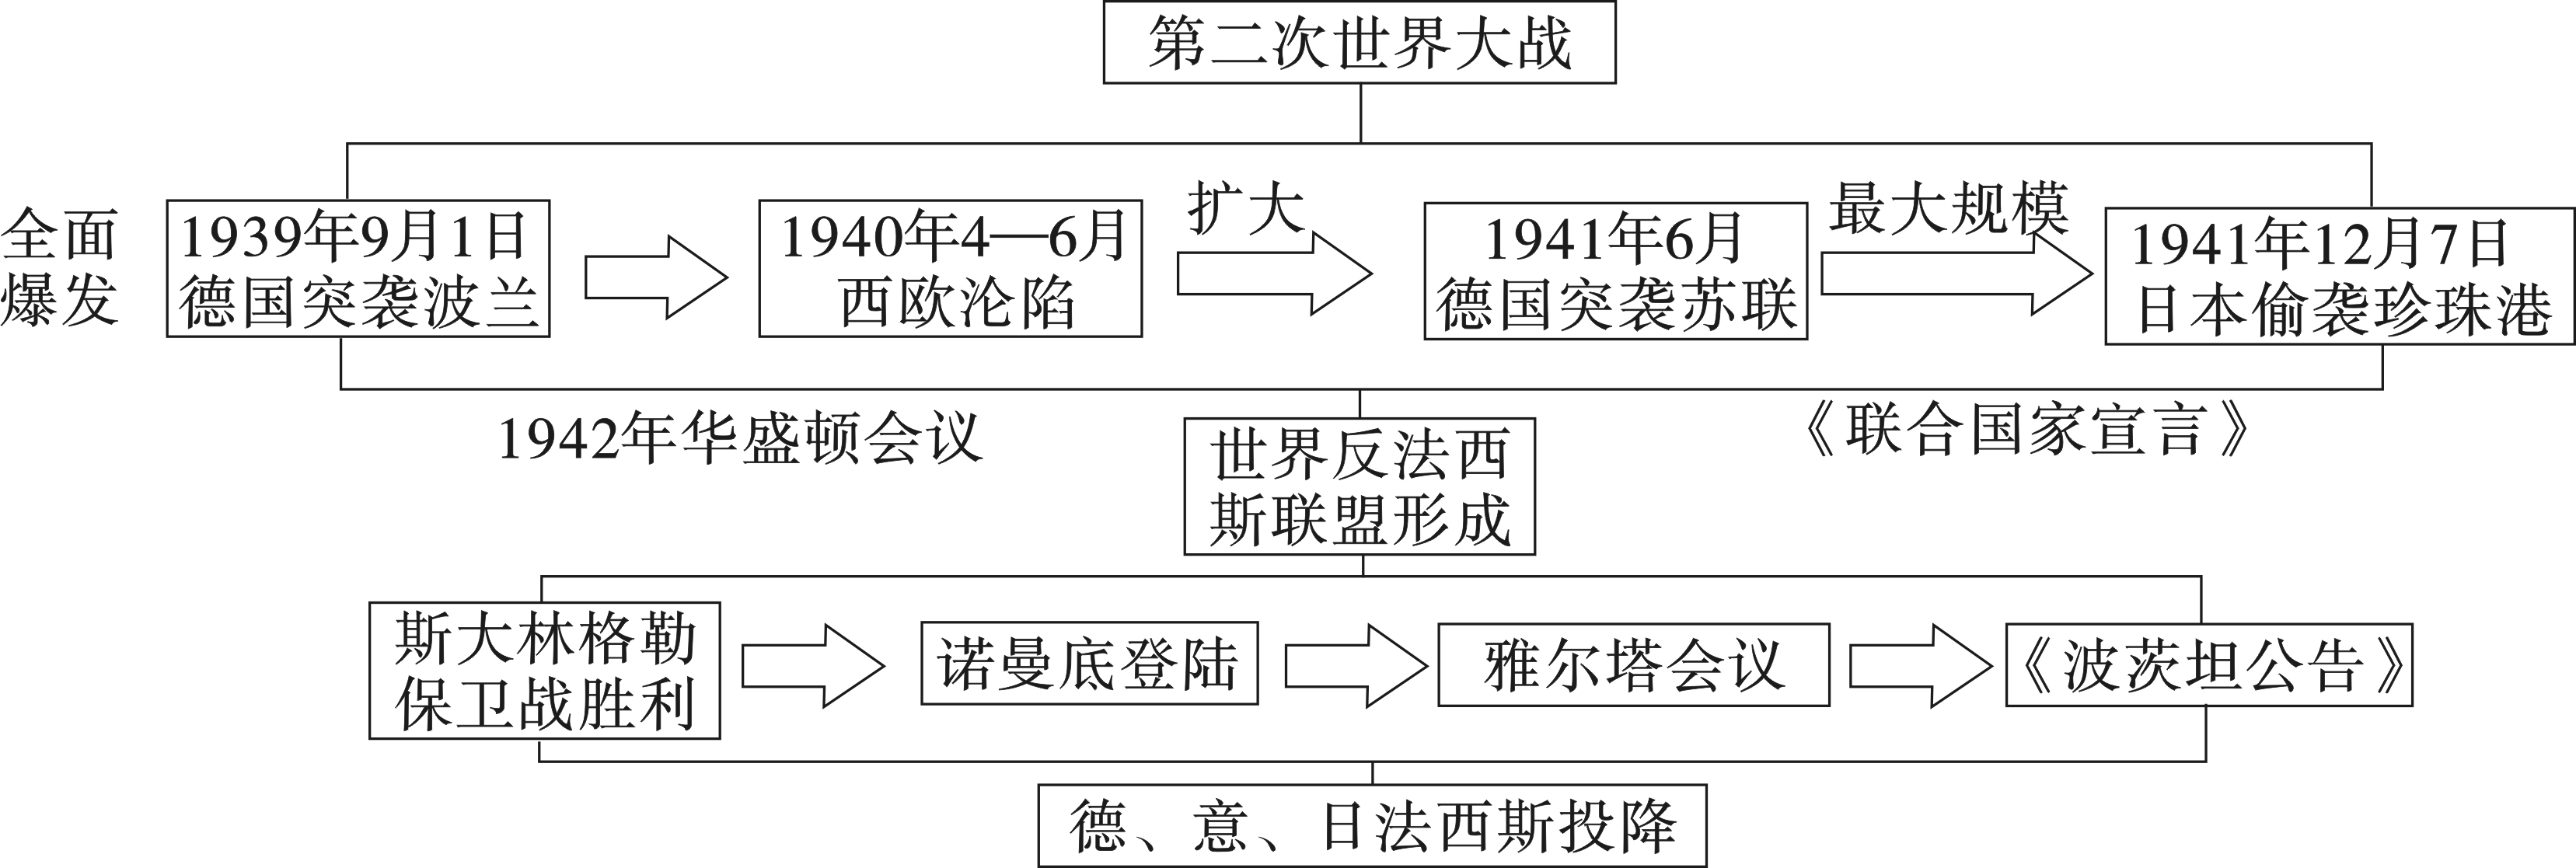 第二次世界大战
全面
爆发
1939年9月1日
德国突袭波兰
1940年4—6月
西欧沦陷
扩大
1941年6月
德国突袭苏联
最大规模
1941年12月7日
日本偷袭珍珠港
1942年华盛顿会议
世界反法西
斯联盟形成
《联合国家宣言》
斯大林格勒
保卫战胜利
诺曼底登陆
雅尔塔会议
《波茨坦公告》
德、意、日法西斯投降